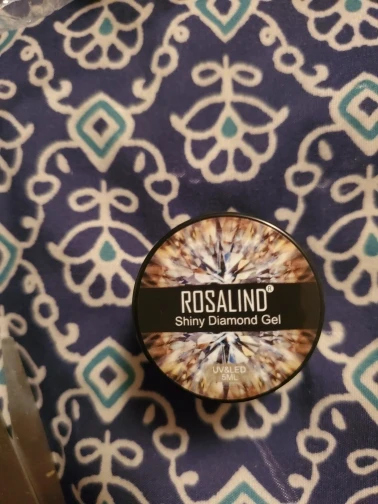 ROSALIND®
Shiny Diamond Gel
UV&LED
5ML